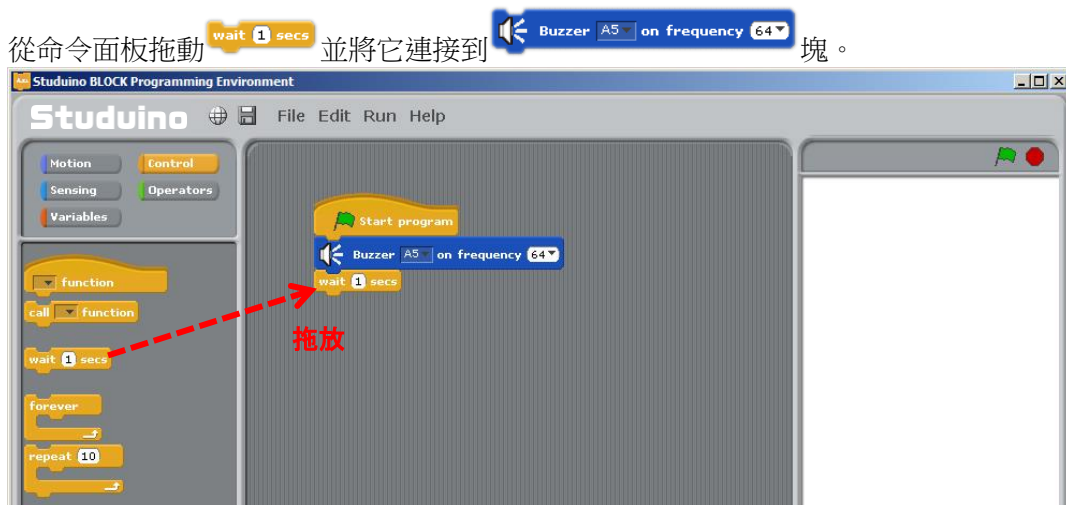 從命令面板拖動 wait 1 secs 並將它連接到 Buzzer A5 on frequency 64 塊。
Studuino BLOCK Programming Environment
Studuino File Edit Run Help
Motion Control
Sensing Operators
Variables
Start program
Buzzer A5 on frequency 64
wait 1 secs
拖放
function
call function
wait 1 secs
forever
repeat 10